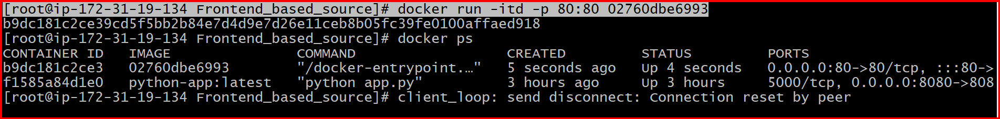 [root@ip-172-31-19-134 Frontend_based_source]# docker run -itd -p 80:80 02760dbe6993
b9dc181c2ce39cd5f5bb2b84e7d4d9e7d26e11ceb8b05fc39fe0100affaed918
[root@ip-172-31-19-134 Frontend_based_source]# docker ps
CONTAINER ID   IMAGE               COMMAND                  CREATED         STATUS         PORTS
b9dc181c2ce3   02760dbe6993        "/docker-entrypoint.…"   5 seconds ago   Up 4 seconds   0.0.0.0:80->80/tcp, :::80->
f1585a84d1e0   python-app:latest   "python app.py"          3 hours ago     Up 3 hours     5000/tcp, 0.0.0.0:8080->808
[root@ip-172-31-19-134 Frontend_based_source]# client_loop: send disconnect: Connection reset by peer